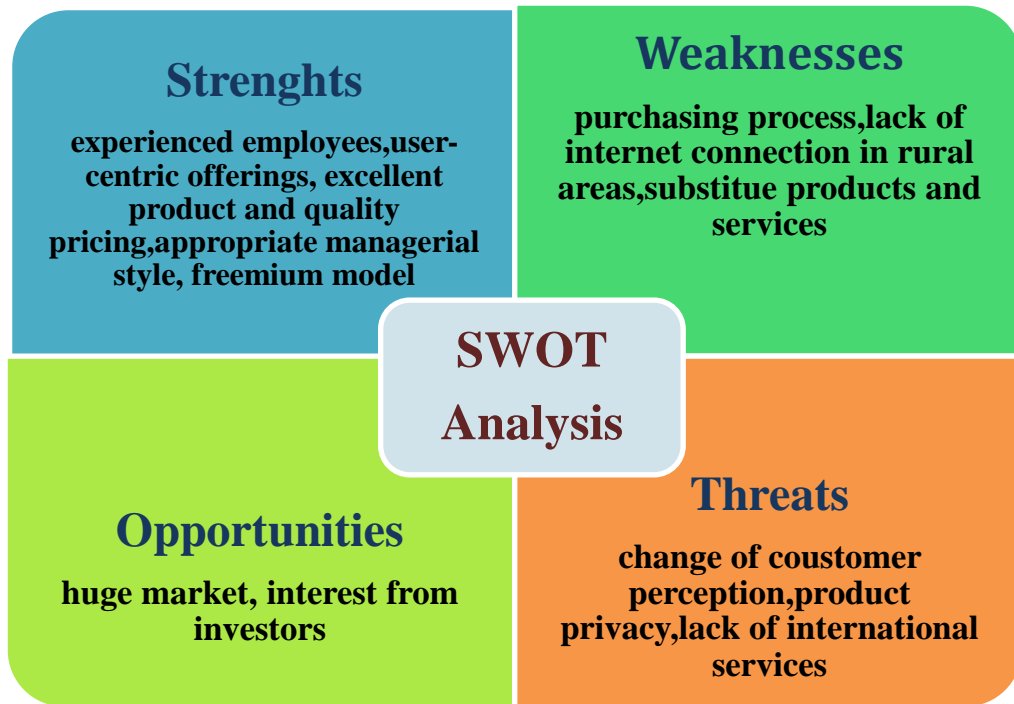 Strenghts
experienced employees,user-
centric offerings, excellent
product and quality
pricing,appropriate managerial
style, freemium model
Weaknesses
purchasing process,lack of
internet connection in rural
areas,substitue products and
services
SWOT
Analysis
Opportunities
huge market, interest from
investors
Threats
change of coustomer
perception,product
privacy,lack of international
services